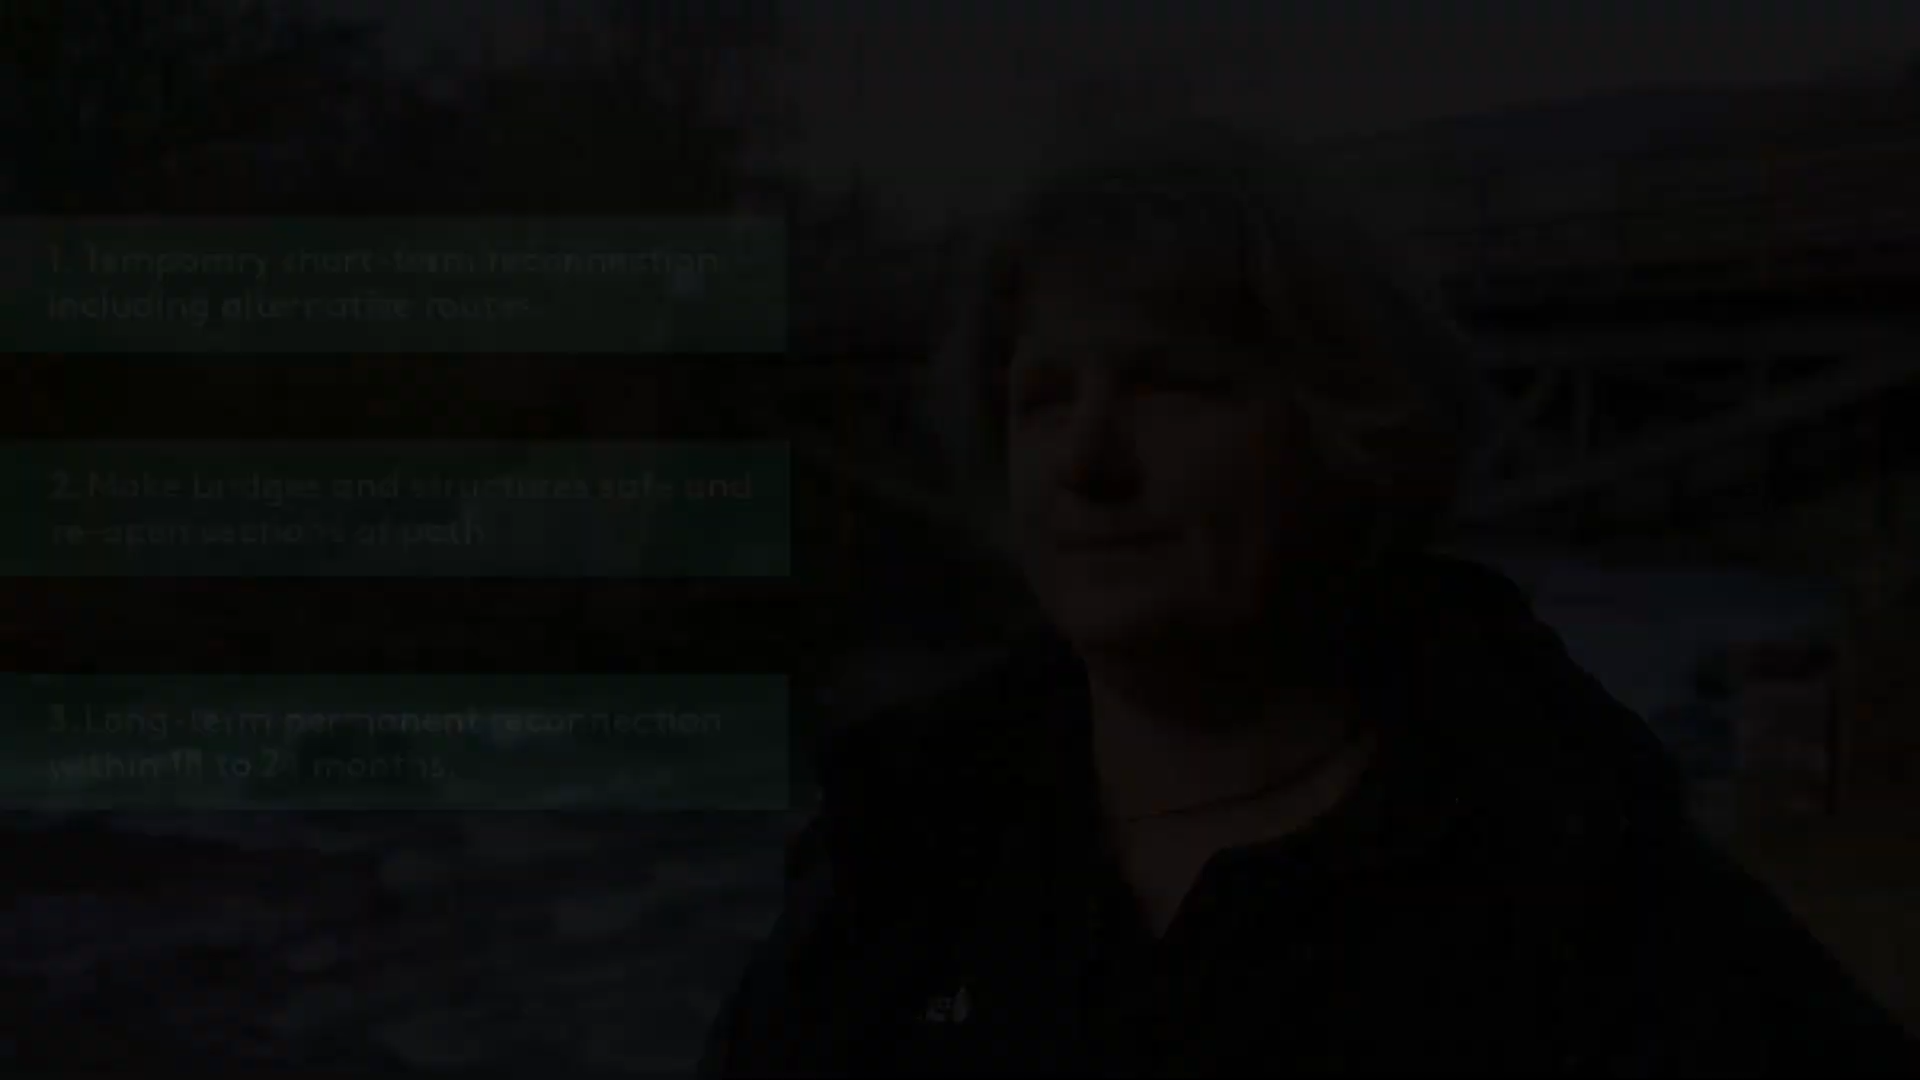 1. Temporary short-term reconnection
including alternative routes.
2. Make bridges and structures safe and
re-open sections of path
3. Long-term permanent reconnection
within to months.